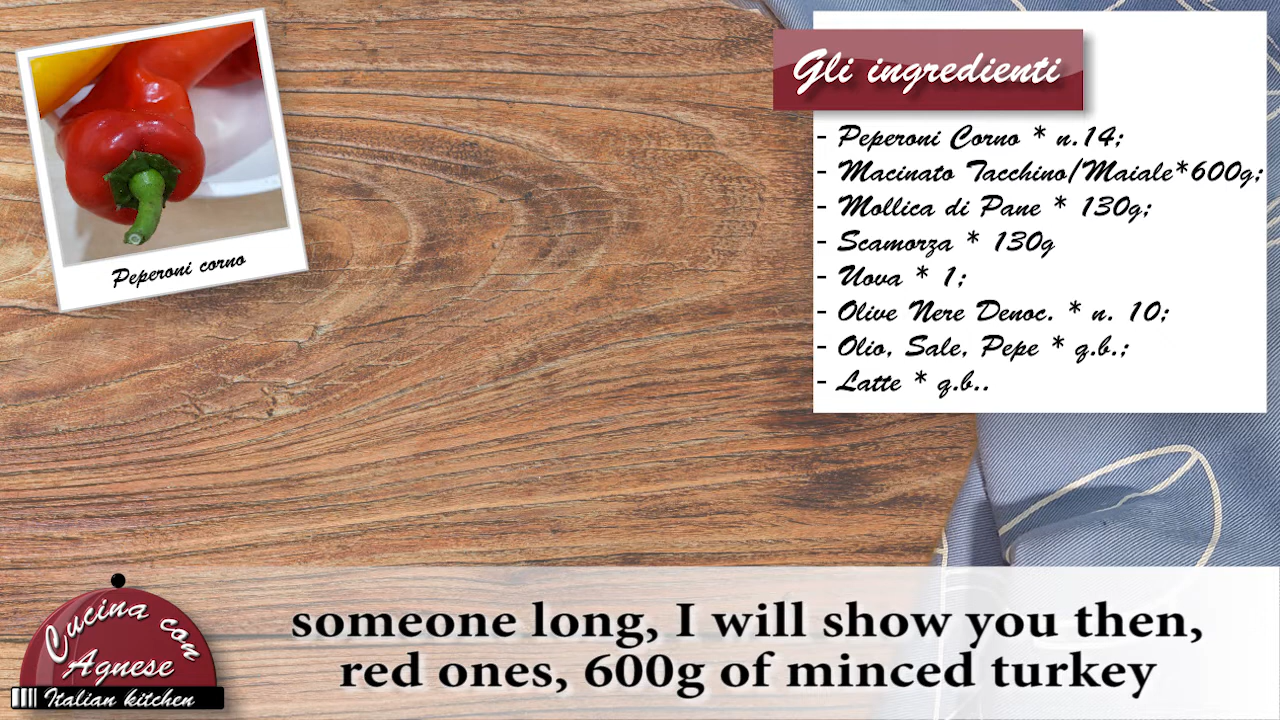 Gli ingredienti
- Peperoni Corno * n.14;
- Macinato Tacchino/Maiale*600g;
- Mollica di Pane * 130g;
- Scamorza * 130g
- Uova * 1;
- Olive Nere Denoc. * n. 10;
- Olio, Sale, Pepe * q.b.;
- Latte * q.b..
Peperoni corno
someone long, I will show you then,
red ones, 600g of minced turkey
Cucina con
Agnese
Italian kitchen